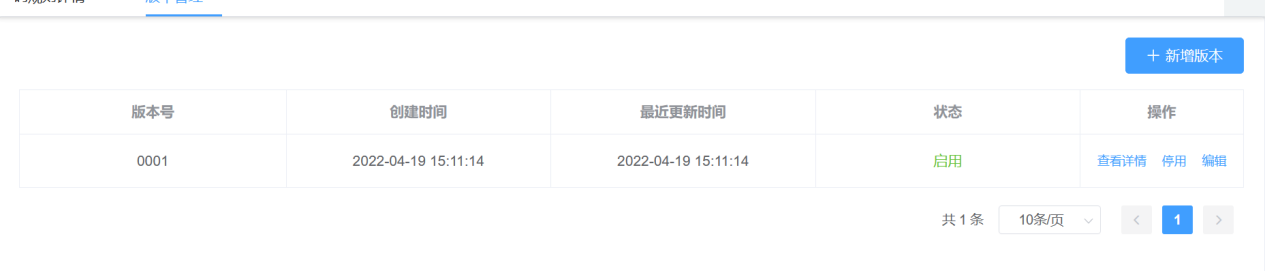 + 新增版本
版本号 创建时间 最近更新时间 状态 操作
0001 2022-04-19 15:11:14 2022-04-19 15:11:14 启用 查看详情 停用 编辑
共 1 条 10条/页 < 1 >